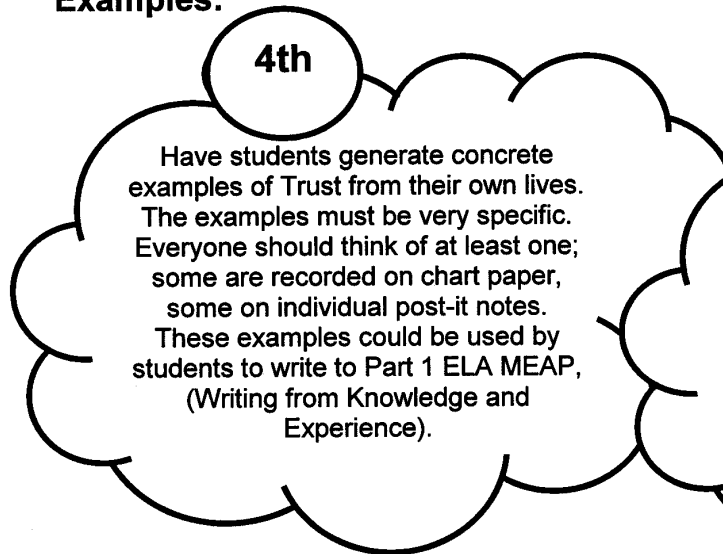 Examples:
4th
Have students generate concrete
examples of Trust from their own lives.
The examples must be very specific.
Everyone should think of at least one;
some are recorded on chart paper,
some on individual post-it notes.
These examples could be used by
students to write to Part 1 ELA MEAP,
(Writing from Knowledge and
Experience).